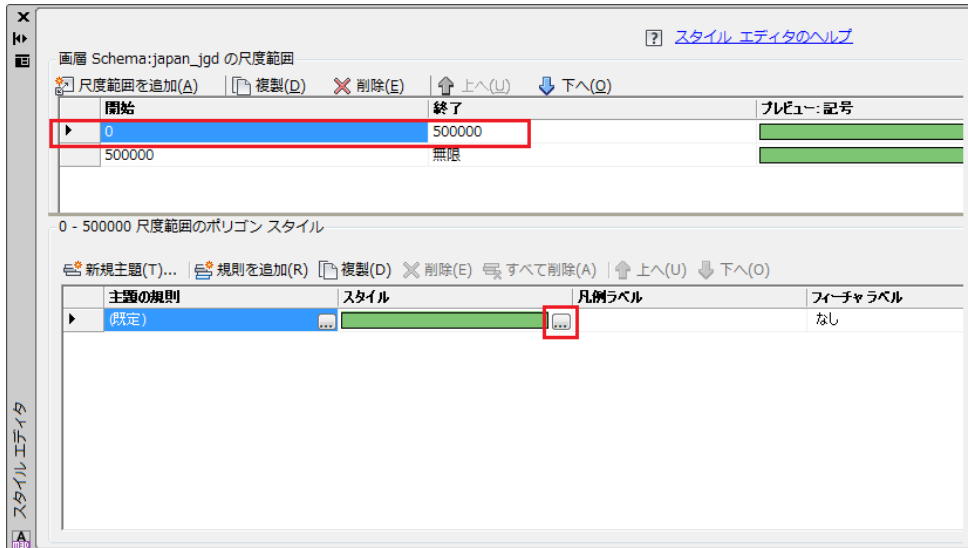 スタイル エディタのヘルプ
画層 Schema:japan_jgd の尺度範囲
尺度範囲を追加(A) 複製(D) 削除(E) 上へ(U) 下へ(O)
開始 終了 プレビュー:記号
0 500000
500000 無限
0 - 500000 尺度範囲のポリゴン スタイル
新規主題(T)... 規則を追加(R) 複製(D) 削除(E) すべて削除(A) 上へ(U) 下へ(O)
主題の規則 スタイル 凡例ラベル フィーチャ ラベル
(既定) ... ... なし
スタイル エディタ